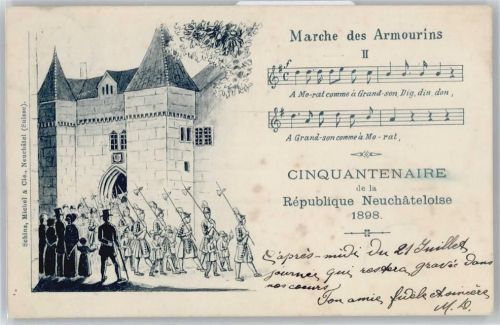 Marche des Armourins
II
A Mo-rat comme à Grand-son Dig, din don,
A Grand-son comme à Mo-rat,
CINQUANTENAIRE
de la
République Neuchâteloise
1898.
L'après-midi du 21 Juillet
journée qui restera gravée dans
nos coeurs
Ton amie fidèle
M. D.
Schinz, Michel & Cie., Neuchâtel (Suisse).